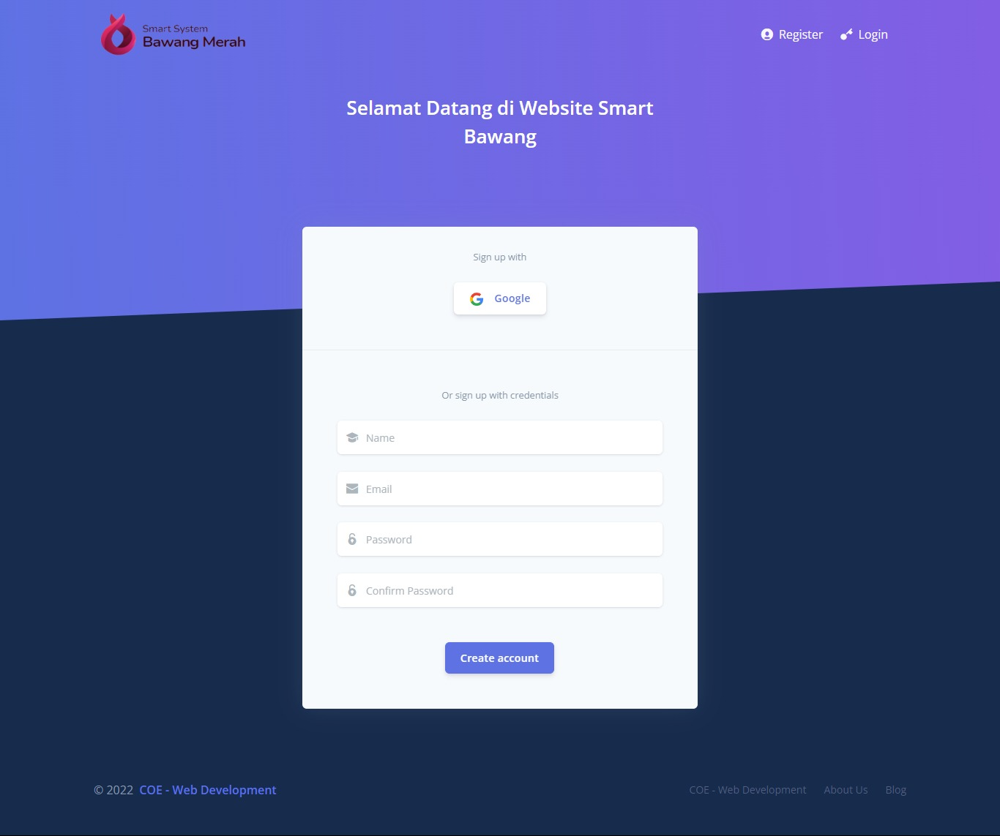 Smart System
Bawang Merah
Register
Login
Selamat Datang di Website Smart
Bawang
Sign up with
Google
Or sign up with credentials
Name
Email
Password
Confirm Password
Create account
© 2022 COE - Web Development
COE - Web Development
About Us
Blog